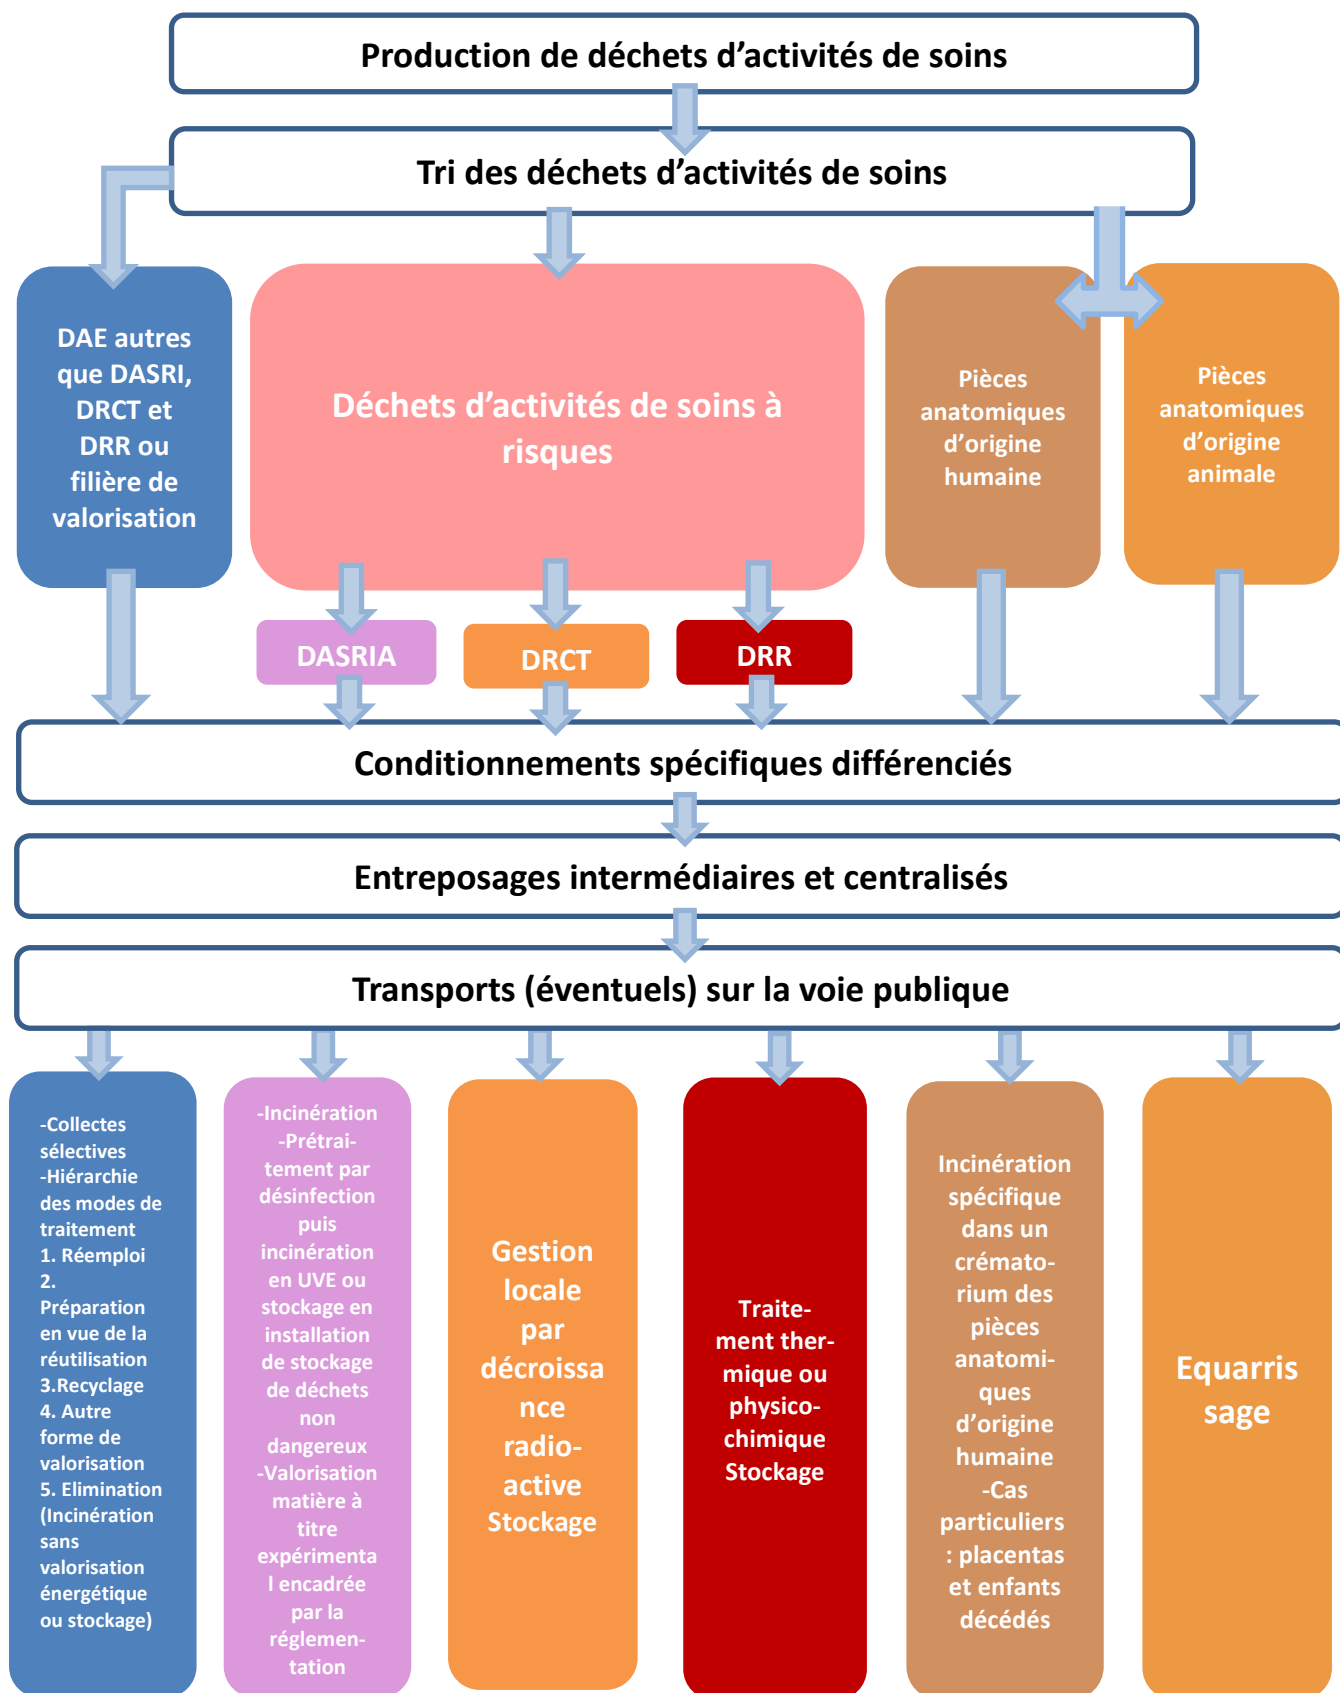 Production de déchets d’activités de soins
Tri des déchets d’activités de soins
DAE autres
que DASRI,
DRCT et
DRR ou
filière de
valorisation
Déchets d’activités de soins à
risques
Pièces
anatomiques
d’origine
humaine
Pièces
anatomiques
d’origine
animale
DASRIA
DRCT
DRR
Conditionnements spécifiques différenciés
Entreposages intermédiaires et centralisés
Transports (éventuels) sur la voie publique
-Collectes
sélectives
-Hiérarchie
des modes de
traitement
1. Réemploi
2.
Préparation
en vue de la
réutilisation
3.Recyclage
4. Autre
forme de
valorisation
5. Elimination
(Incinération
sans
valorisation
énergétique
ou stockage)
-Incinération
-Prétrai-
tement par
désinfection
puis
incinération
en UVE ou
stockage en
installation
de stockage
de déchets
non
dangereux
-Valorisation
matière à
titre
expérimenta
l encadrée
par la
réglemen-
tation
Gestion
locale
par
décroissa
nce
radio-
active
Stockage
Traite-
ment ther-
mique ou
physico-
chimique
Stockage
Incinération
spécifique
dans un
crémato-
rium des
pièces
anatomi-
ques
d’origine
humaine
-Cas
particuliers
: placentas
et enfants
décédés
Equarris
sage